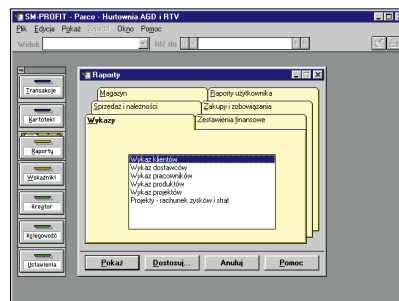 SM-PROFIT - Parco - Hurtownia AGD i RTV
Plik Edycja Pokaż Znajdź Okno Pomoc
Widok Idź do
Transakcje
Kartoteki
Raporty
Wskaźniki
Kreator
Księgowość
Ustawienia
Raporty
Magazyn Raporty użytkownika
Sprzedaż i należności Zakupy i zobowiązania
Wykazy Zestawienia finansowe
Wykaz klientów
Wykaz dostawców
Wykaz pracowników
Wykaz produktów
Wykaz projektów
Projekty - rachunek zysków i strat
Pokaż Dostosuj... Anuluj Pomoc